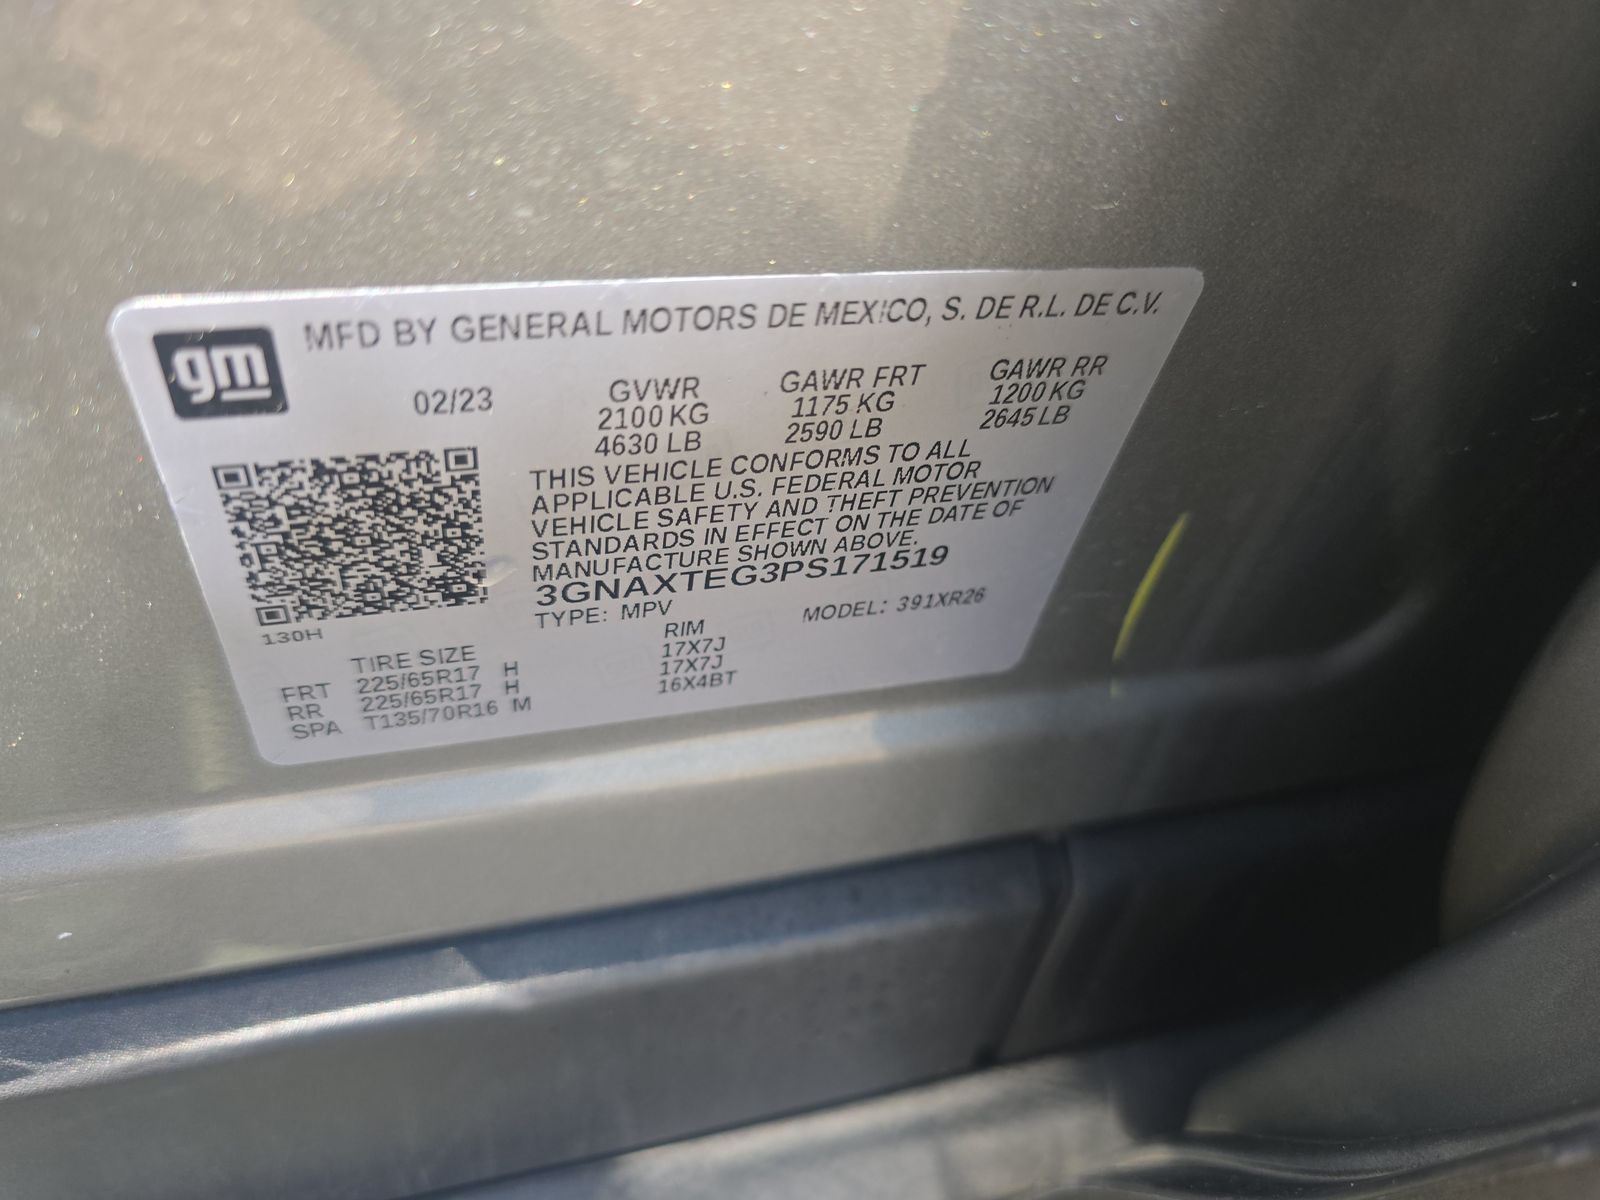 gm
MFD BY GENERAL MOTORS DE MEXICO, S. DE R.L. DE C.V.
02/23
GVWR
2100 KG
4630 LB
GAWR FRT
1175 KG
2590 LB
GAWR RR
1200 KG
2645 LB
THIS VEHICLE CONFORMS TO ALL
APPLICABLE U.S. FEDERAL MOTOR
VEHICLE SAFETY AND THEFT PREVENTION
STANDARDS IN EFFECT ON THE DATE OF
MANUFACTURE SHOWN ABOVE.
3GNAXTEG3PS171519
TYPE: MPV MODEL: 391XR26
130H
TIRE SIZE RIM
FRT 225/65R17 H 17X7J
RR 225/65R17 H 17X7J
SPA T135/70R16 M 16X4BT